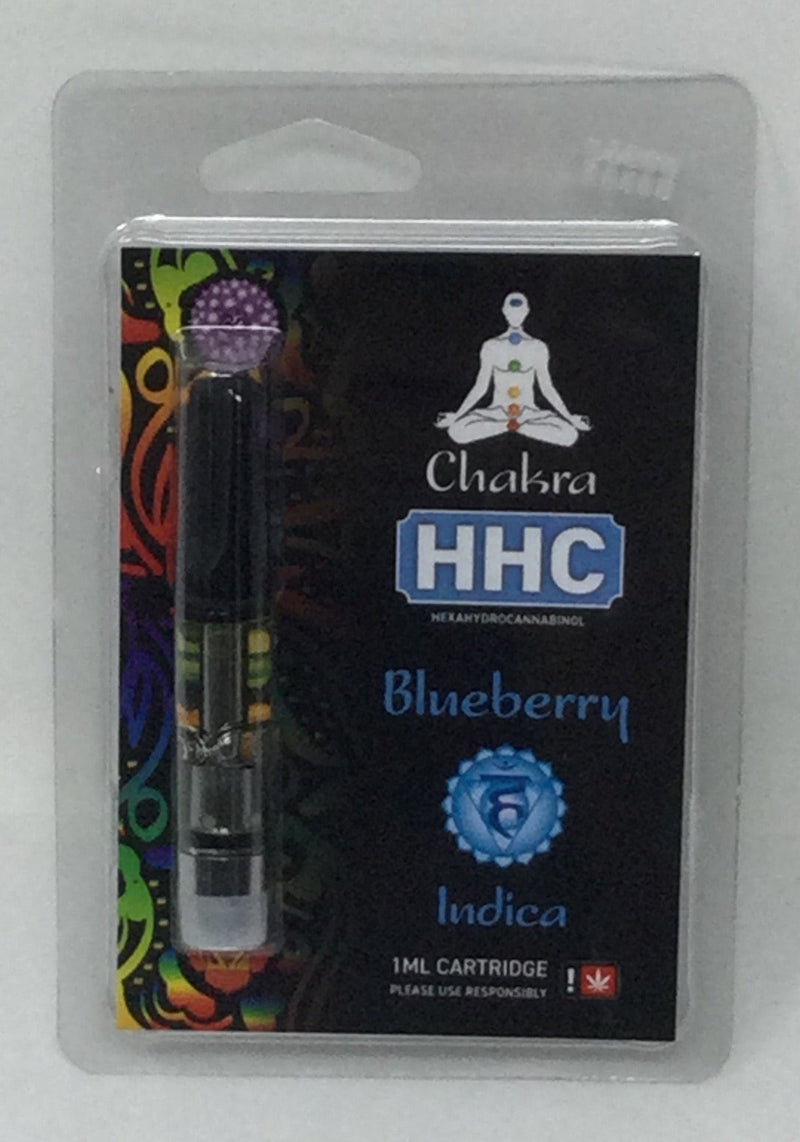 Chakra
HHC
HEXAHYDROCANNABINOL
Blueberry
Indica
1ML CARTRIDGE
PLEASE USE RESPONSIBLY
!